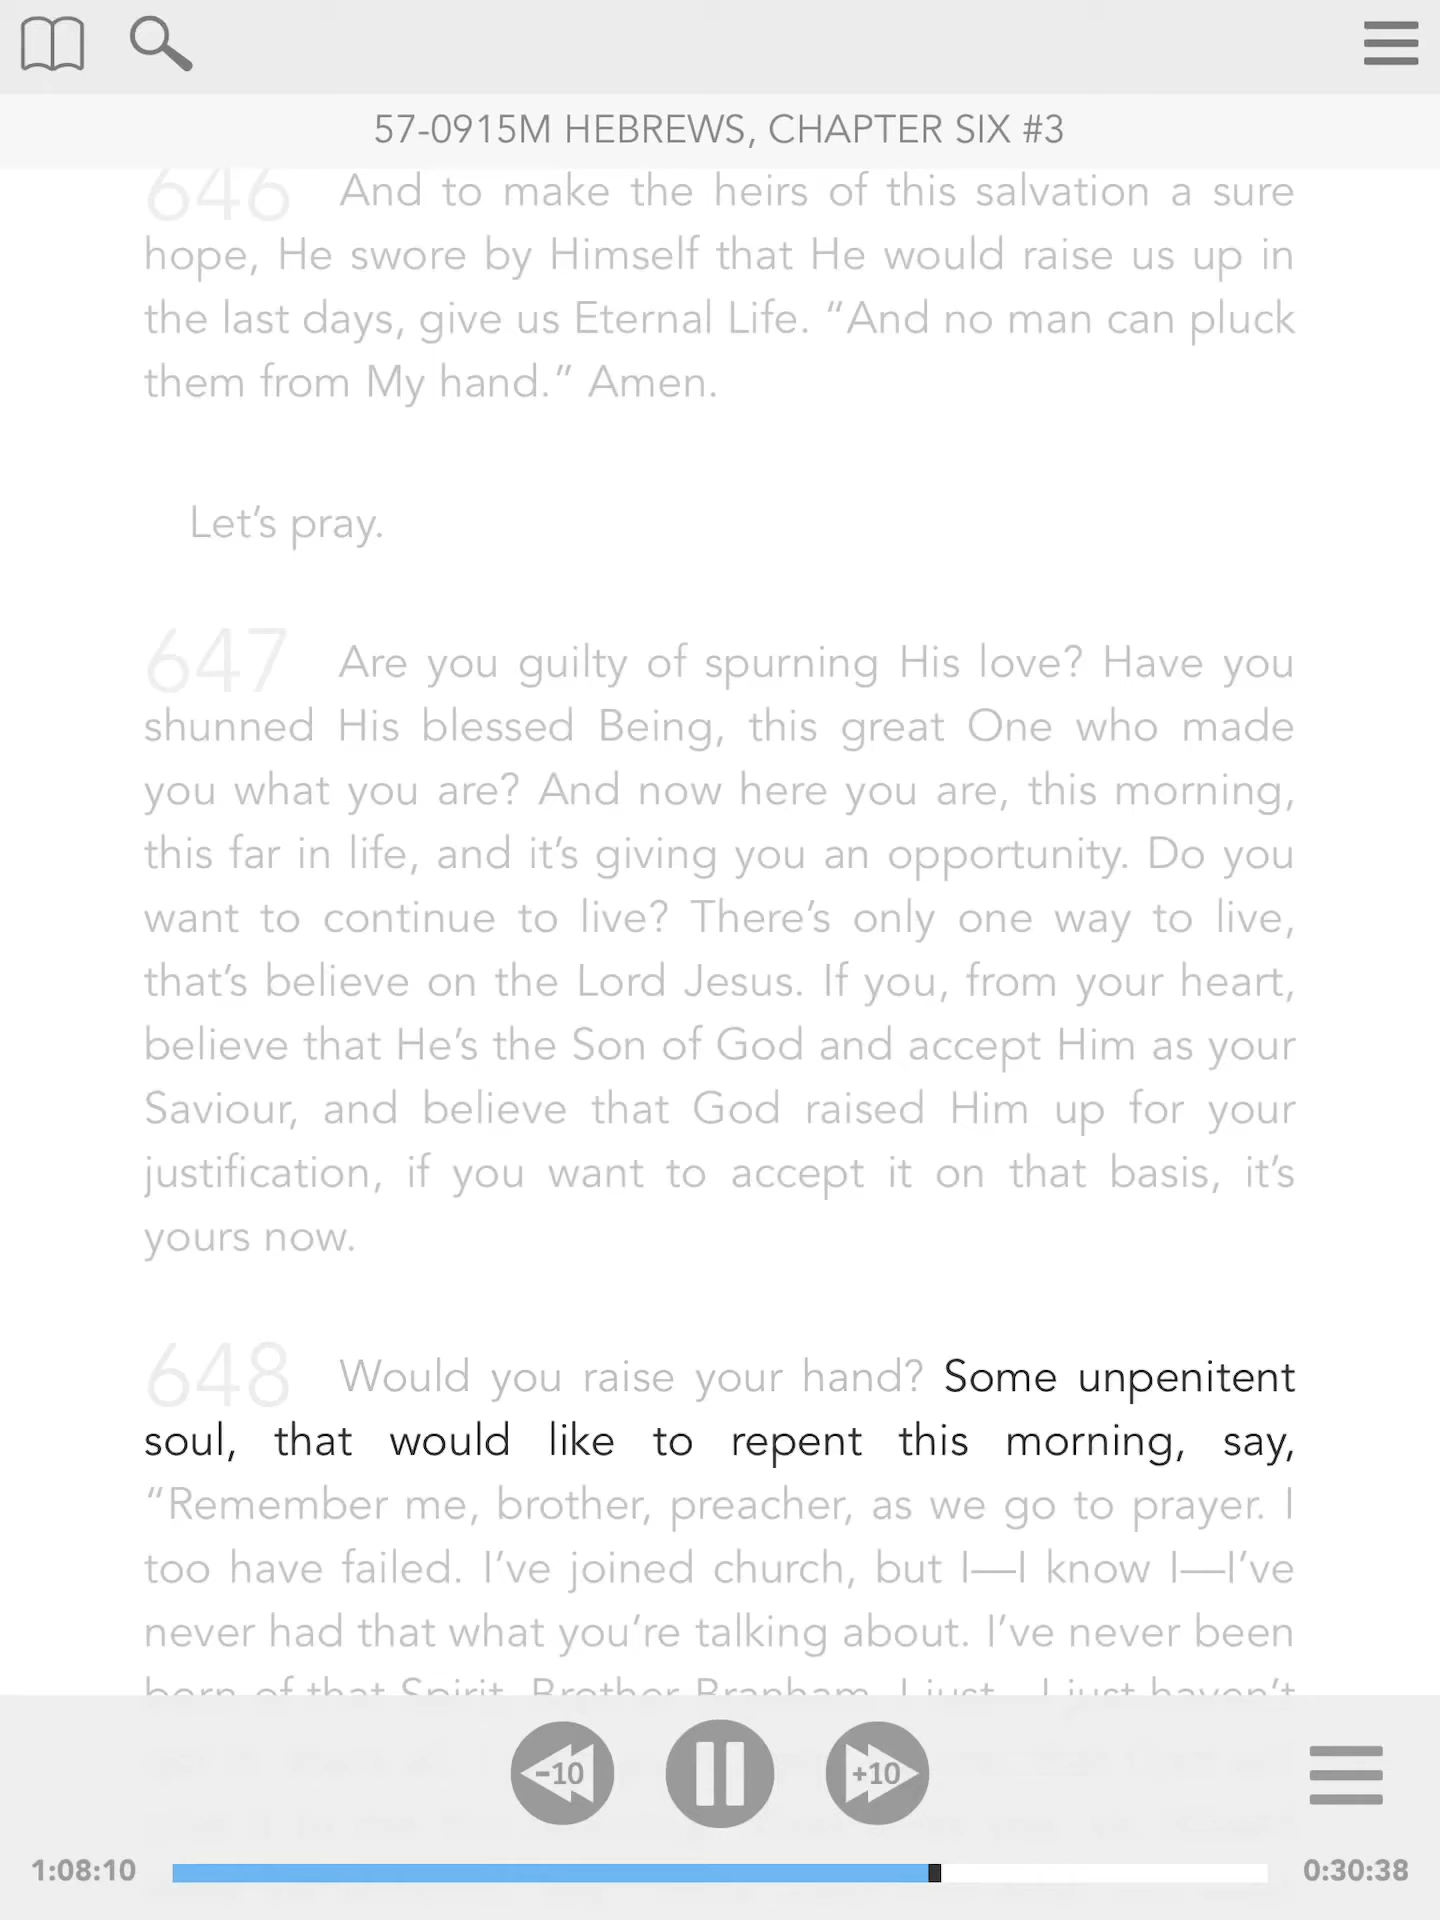 57-0915M HEBREWS, CHAPTER SIX #3
646 And to make the heirs of this salvation a sure
hope, He swore by Himself that He would raise us up in
the last days, give us Eternal Life. “And no man can pluck
them from My hand.” Amen.
Let’s pray.
647 Are you guilty of spurning His love? Have you
shunned His blessed Being, this great One who made
you what you are? And now here you are, this morning,
this far in life, and it’s giving you an opportunity. Do you
want to continue to live? There’s only one way to live,
that’s believe on the Lord Jesus. If you, from your heart,
believe that He’s the Son of God and accept Him as your
Saviour, and believe that God raised Him up for your
justification, if you want to accept it on that basis, it’s
yours now.
648 Would you raise your hand? Some unpenitent
soul, that would like to repent this morning, say,
“Remember me, brother, preacher, as we go to prayer. I
too have failed. I’ve joined church, but I—I know I—I’ve
never had that what you’re talking about. I’ve never been
born of that Spirit, Brother Branham. I just—I just haven’t
-10 +10
1:08:10 0:30:38